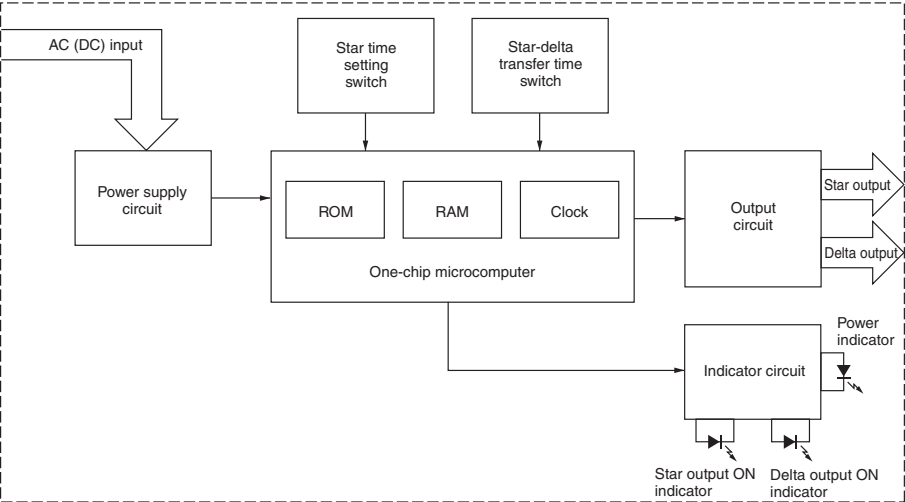 AC (DC) input
Star time
setting
switch
Star-delta
transfer time
switch
Power supply
circuit
ROM
RAM
Clock
One-chip microcomputer
Output
circuit
Star output
Delta output
Power
indicator
Indicator circuit
Star output ON
indicator
Delta output ON
indicator